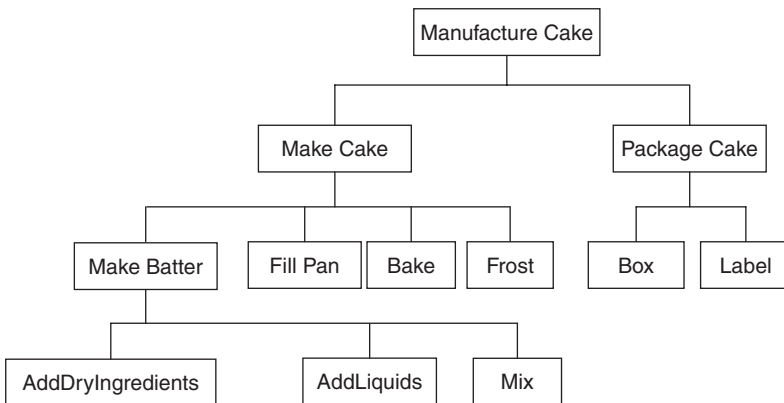 Manufacture Cake
Make Cake
Package Cake
Make Batter
Fill Pan
Bake
Frost
Box
Label
AddDryIngredients
AddLiquids
Mix